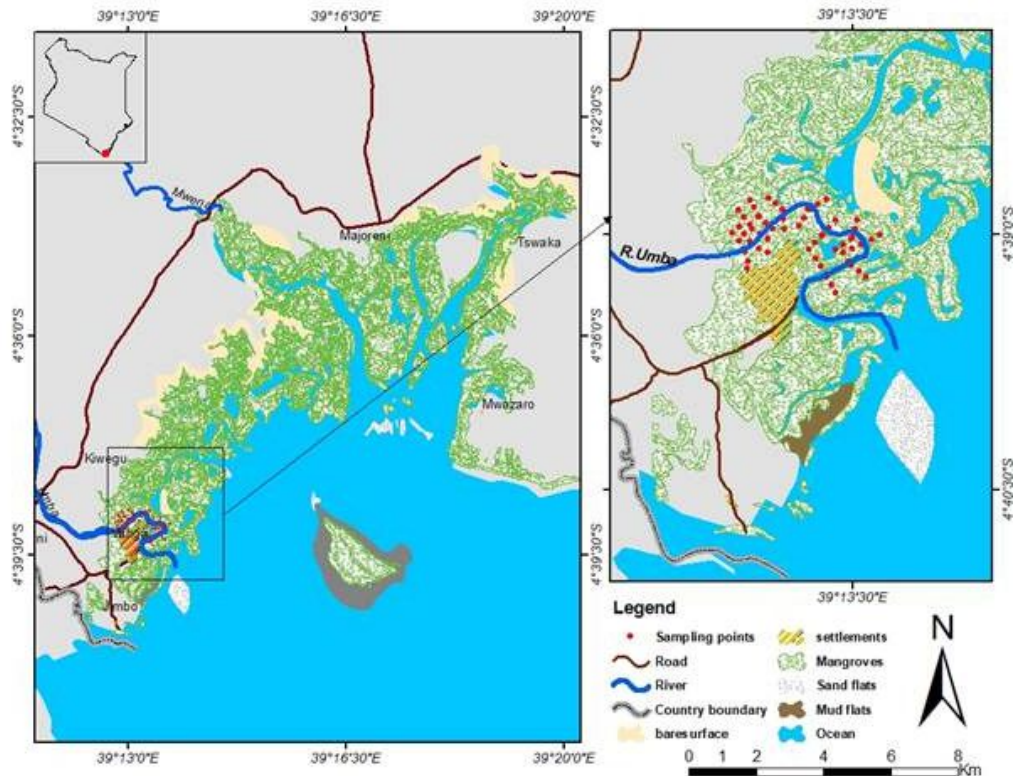 39°13'0"E
39°16'30"E
39°20'0"E
39°13'30"E
4°32'30"S
4°32'30"S
4°36'0"S
4°36'0"S
4°39'30"S
4°39'30"S
4°39'0"S
4°40'30"S
Majoreni
Tswaka
Mwazaro
Kiwegu
Jimbo
ni
R.Umba
39°13'0"E
39°16'30"E
39°20'0"E
39°13'30"E
Legend
Sampling points
Road
River
Country boundary
baresurface
settlements
Mangroves
Sand flats
Mud flats
Ocean
N
0 2 4 6 8
Km